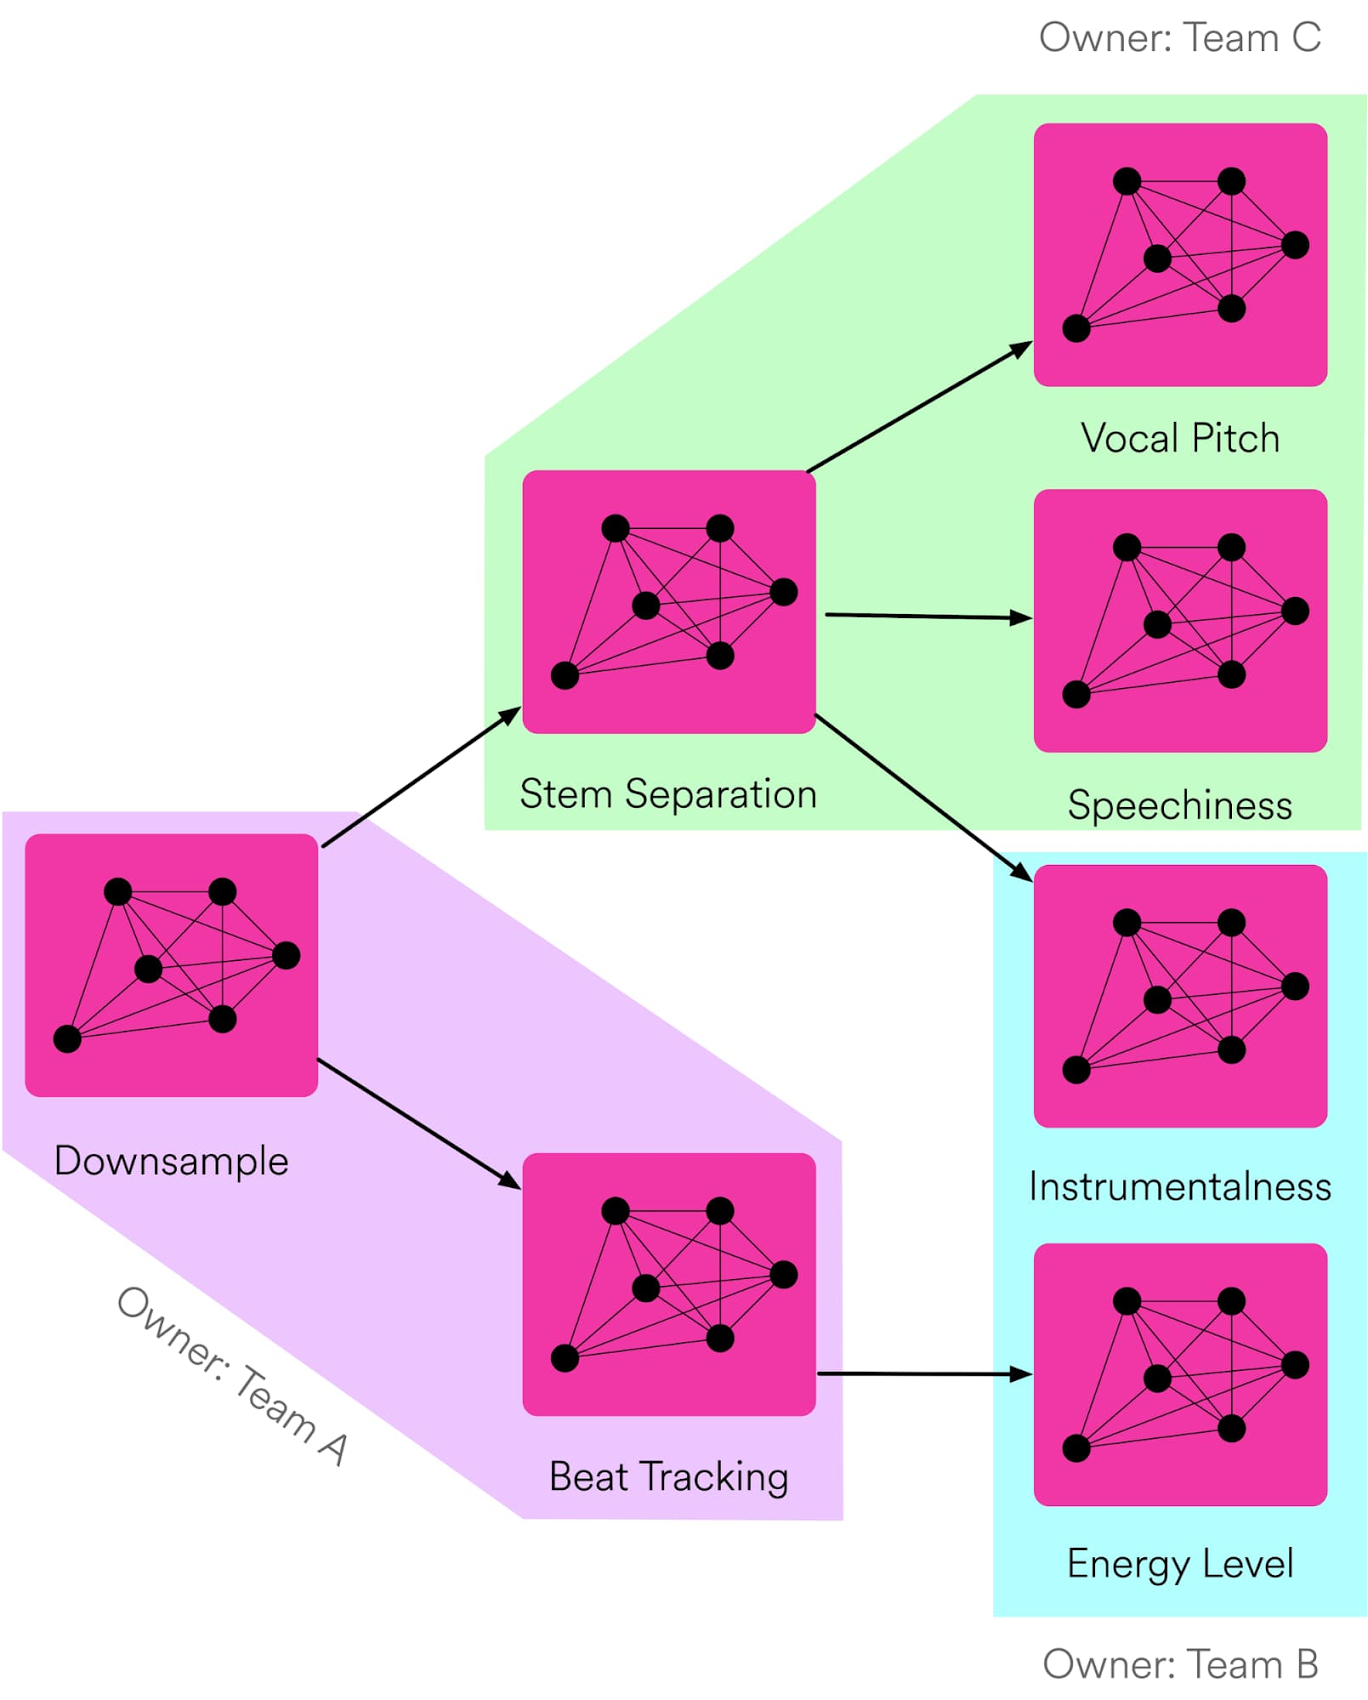 Owner: Team C
Vocal Pitch
Stem Separation
Speechiness
Downsample
Instrumentalness
Owner: Team A
Beat Tracking
Energy Level
Owner: Team B